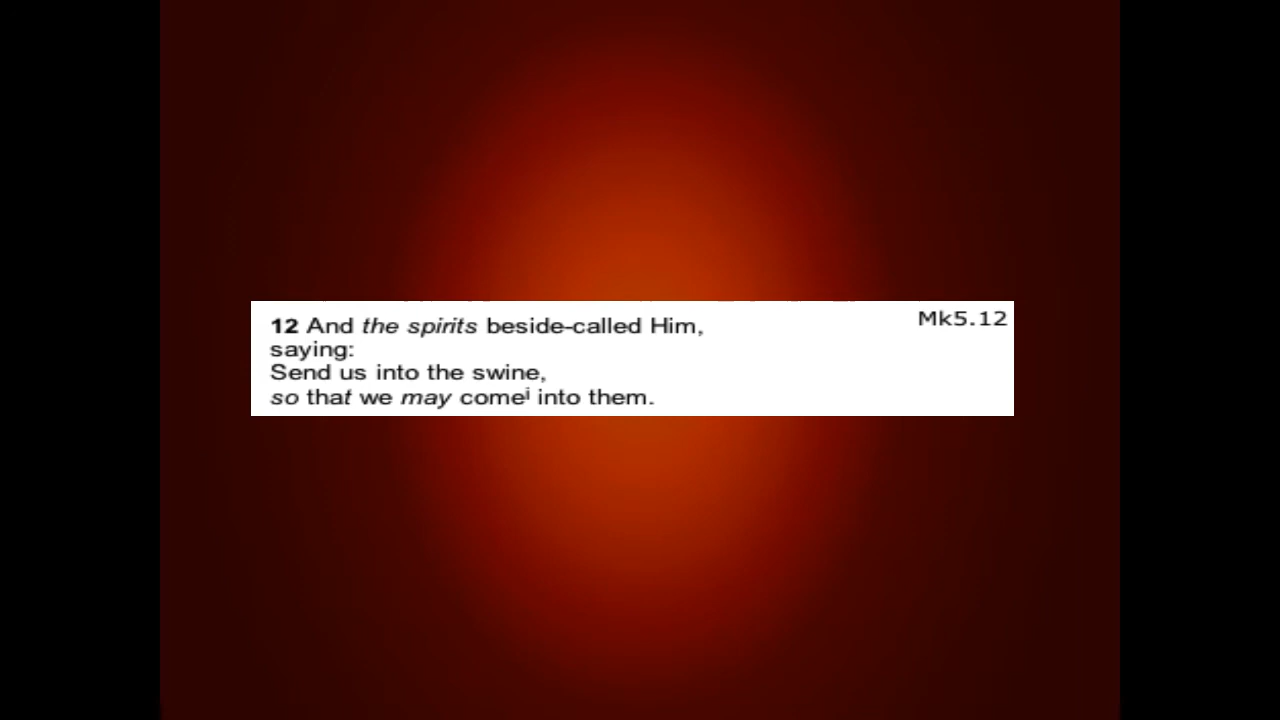 12 And the spirits beside-called Him,
Mk5.12
saying:
Send us into the swine,
so that we may comeⁱ into them.